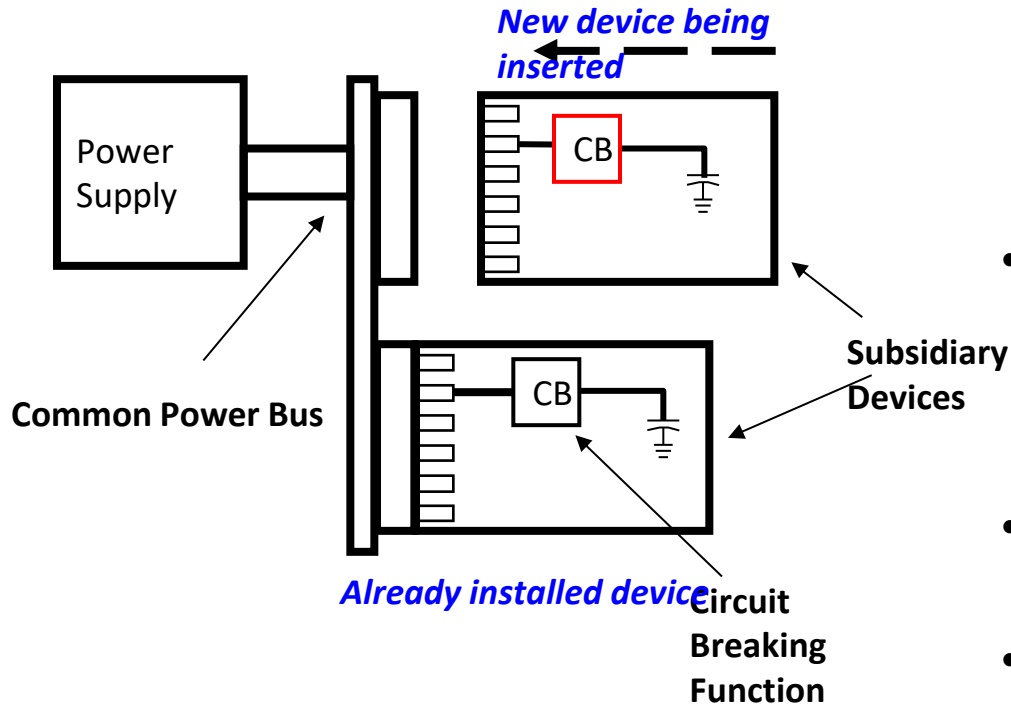 New device being
inserted
Power
Supply
CB
Subsidiary
Devices
Common Power Bus
CB
Already installed device
Circuit
Breaking
Function